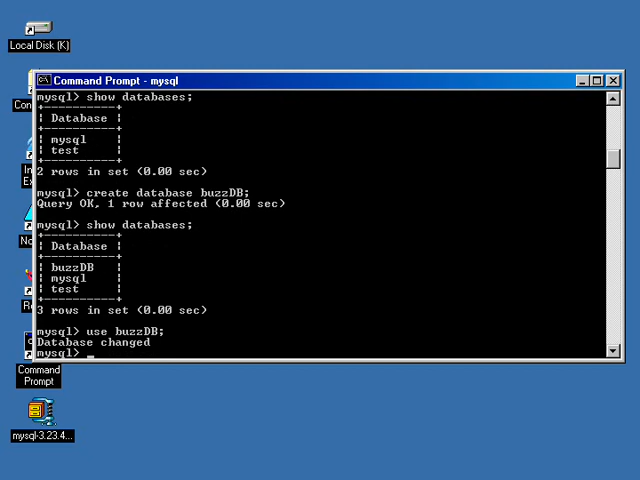 Local Disk (K)
Command Prompt - mysql
mysql> show databases;
+----------+
| Database |
+----------+
| mysql    |
| test     |
+----------+
2 rows in set (0.00 sec)
mysql> create database buzzDB;
Query OK, 1 row affected (0.00 sec)
mysql> show databases;
+----------+
| Database |
+----------+
| buzzDB   |
| mysql    |
| test     |
+----------+
3 rows in set (0.00 sec)
mysql> use buzzDB;
Database changed
mysql> _
Command
Prompt
mysql-3.23.4...